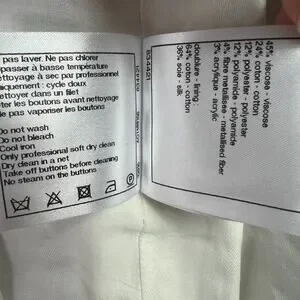 pas laver. Ne pas chlorer
passer à basse température
ettoyage à sec par professionnel
iquement : cycle doux
ettoyer dans un filet
ter les boutons avant nettoyage
e pas vaporiser les boutons
Do not wash
Do not bleach
Cool iron
Only professional soft dry clean
Dry clean in a net
Take off buttons before cleaning
No steam on the buttons
P
45% viscose - viscose
24% coton - cotton
12% polyester - polyester
12% polyamide - polyamide
4% fibre métallisée - metallised fiber
3% acrylique - acrylic
doublure - lining :
64% coton - cotton
36% soie - silk